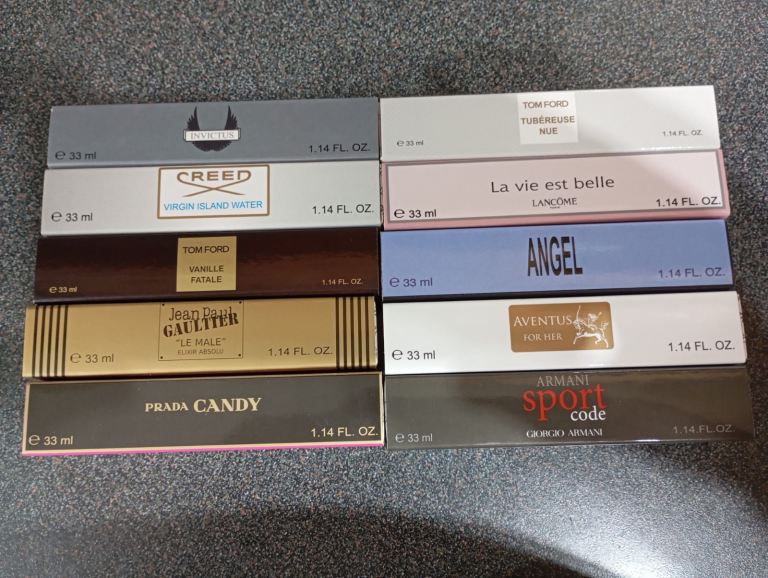 INVICTUS
℮ 33 ml
1.14 FL. OZ.
CREED
VIRGIN ISLAND WATER
℮ 33 ml
1.14 FL. OZ.
TOM FORD
VANILLE
FATALE
℮ 33 ml
1.14 FL. OZ.
Jean Paul
GAULTIER
"LE MALE"
ELIXIR ABSOLU
℮ 33 ml
1.14 FL. OZ.
PRADA CANDY
℮ 33 ml
1.14 FL. OZ.
TOM FORD
TUBÉREUSE
NUE
℮ 33 ml
1.14 FL. OZ.
La vie est belle
LANCÔME
PARIS
℮ 33 ml
1.14 FL. OZ.
ANGEL
℮ 33 ml
1.14 FL. OZ.
AVENTUS
FOR HER
℮ 33 ml
1.14 FL. OZ.
ARMANI
sport
code
GIORGIO ARMANI
℮ 33 ml
1.14.FL.OZ.